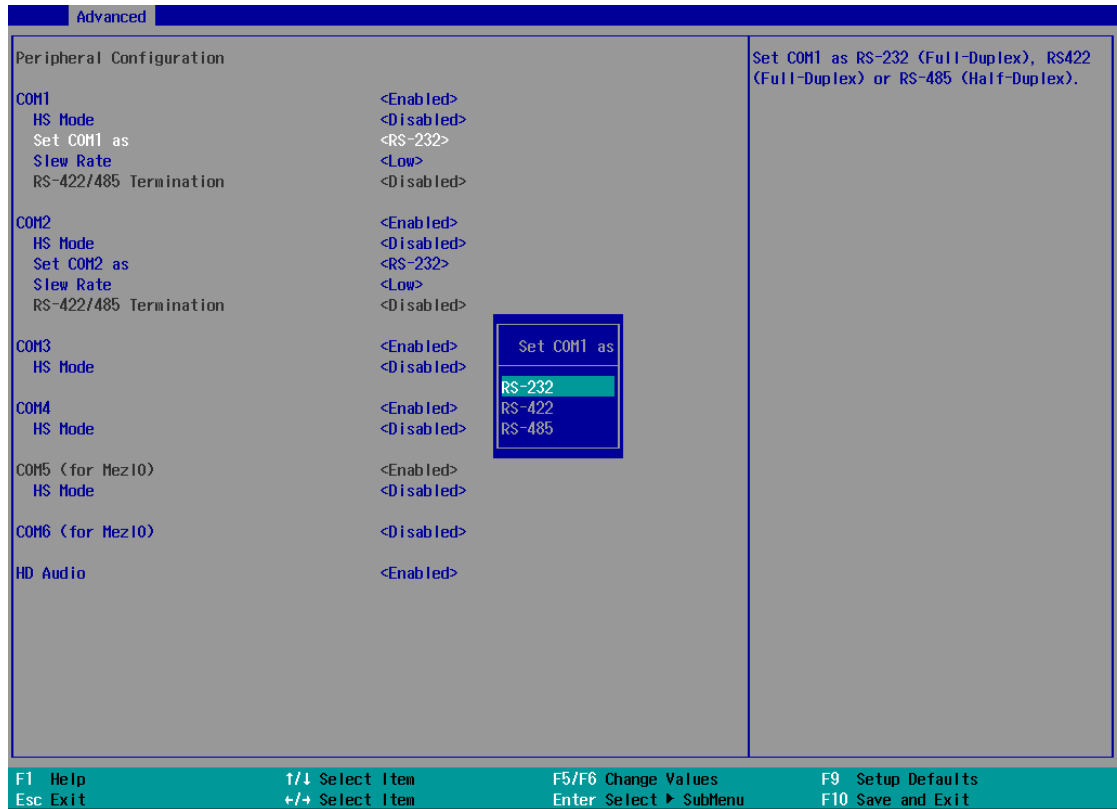 Advanced
Peripheral Configuration
COM1 <Enabled>
HS Mode <Disabled>
Set COM1 as <RS-232>
Slew Rate <Low>
RS-422/485 Termination <Disabled>
COM2 <Enabled>
HS Mode <Disabled>
Set COM2 as <RS-232>
Slew Rate <Low>
RS-422/485 Termination <Disabled>
COM3 <Enabled>
HS Mode <Disabled>
COM4 <Enabled>
HS Mode <Disabled>
COM5 (for MezIO) <Enabled>
HS Mode <Disabled>
COM6 (for MezIO) <Disabled>
HD Audio <Enabled>
Set COM1 as
RS-232
RS-422
RS-485
Set COM1 as RS-232 (Full-Duplex), RS422
(Full-Duplex) or RS-485 (Half-Duplex).
F1 Help ↑/↓ Select Item F5/F6 Change Values F9 Setup Defaults
Esc Exit ←/→ Select Item Enter Select ▶ SubMenu F10 Save and Exit